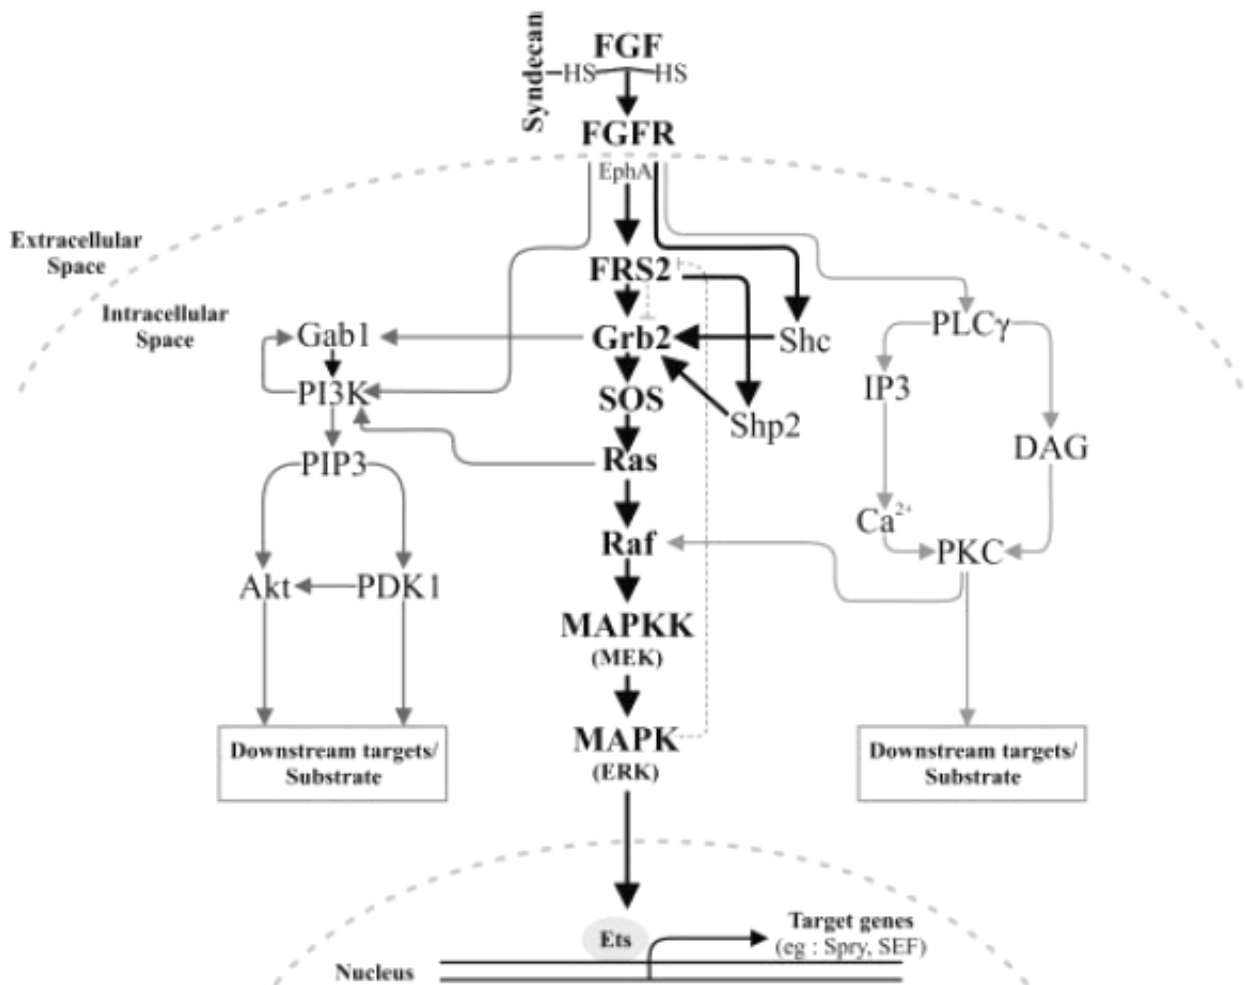 Syndecan
FGF
HS
HS
FGFR
EphA
Extracellular
Space
FRS2
Intracellular
Space
Gab1
Grb2
Shc
PLCγ
PI3K
SOS
IP3
Shp2
PIP3
Ras
DAG
Ca2+
Raf
PKC
Akt
PDK1
MAPKK
(MEK)
MAPK
(ERK)
Downstream targets/
Substrate
Downstream targets/
Substrate
Ets
Target genes
(eg : Spry, SEF)
Nucleus